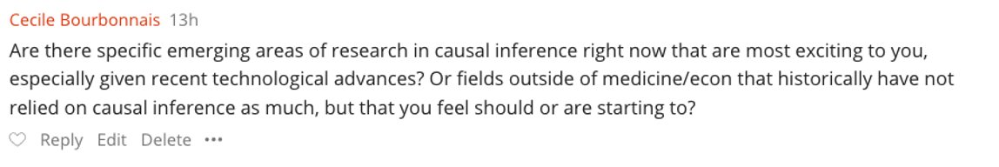 Cecile Bourbonnais 13h
Are there specific emerging areas of research in causal inference right now that are most exciting to you,
especially given recent technological advances? Or fields outside of medicine/econ that historically have not
relied on causal inference as much, but that you feel should or are starting to?
Reply Edit Delete •••